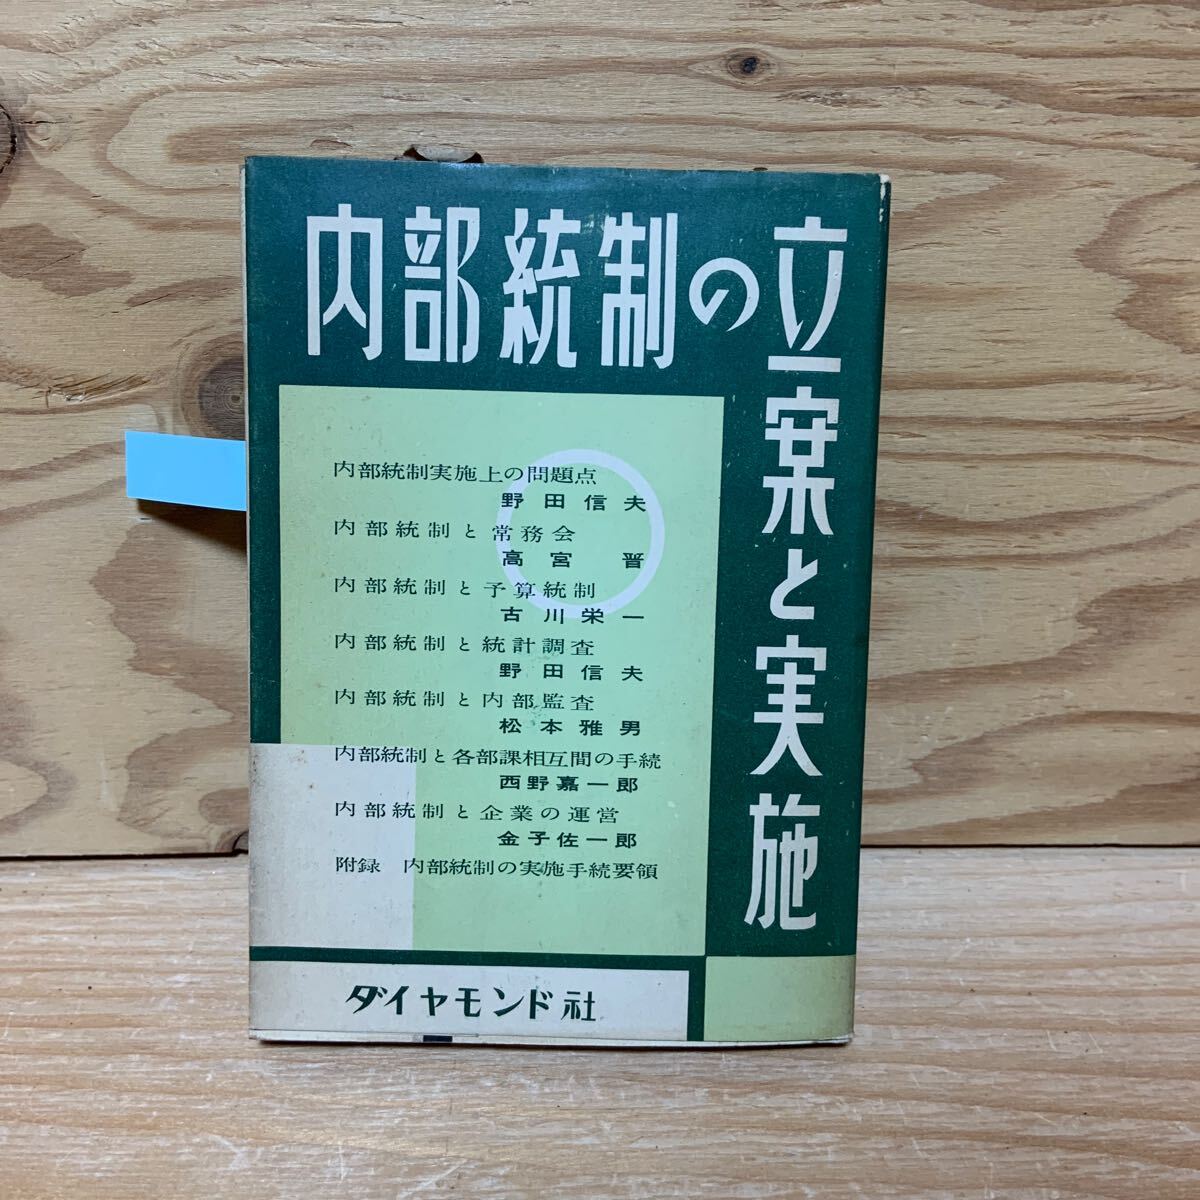 内部統制の立案と実施
内部統制実施上の問題点
野田信夫
内部統制と常務会
高宮 晋
内部統制と予算統制
古川栄一
内部統制と統計調査
野田信夫
内部統制と内部監査
松本雅男
内部統制と各部課相互間の手続
西野嘉一郎
内部統制と企業の運営
金子佐一郎
附録 内部統制の実施手続要領
ダイヤモンド社